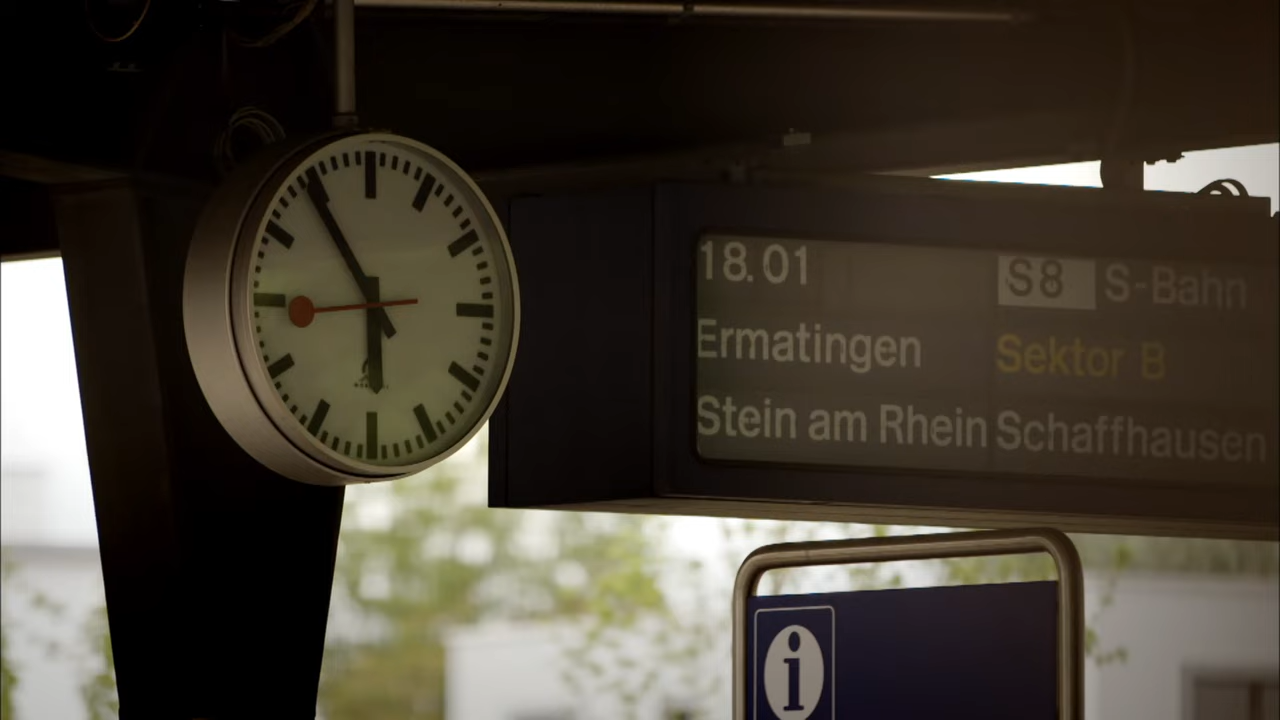 18.01 S8 S-Bahn
Ermatingen Sektor B
Stein am Rhein Schaffhausen
i